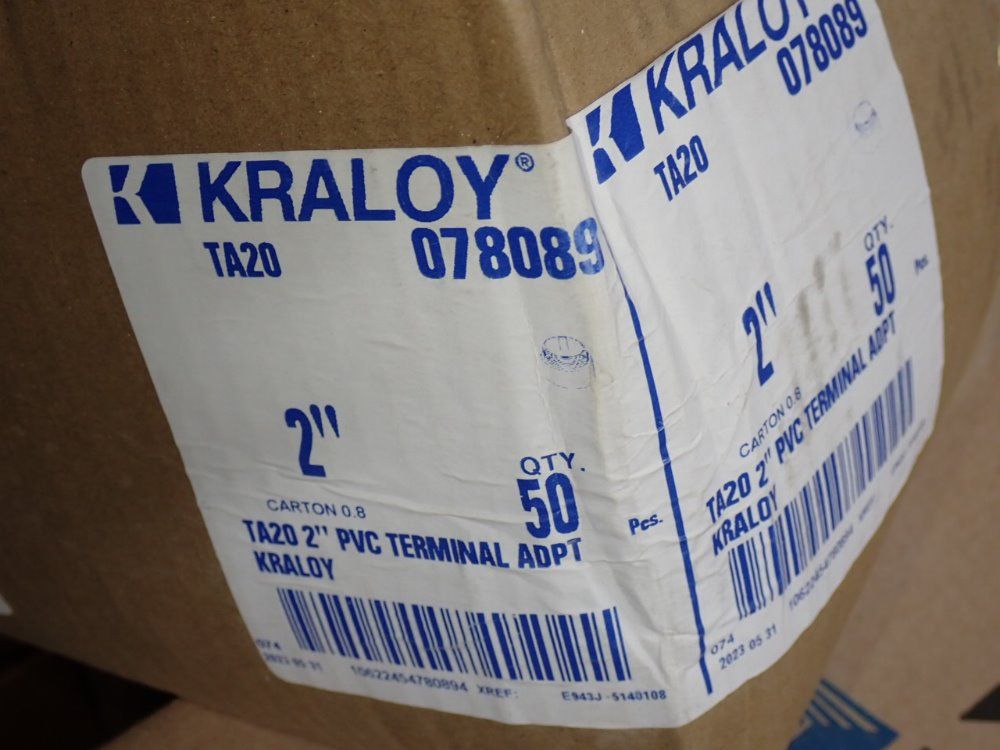 KRALOY®
TA20 078089
2"
QTY.
50 Pcs.
CARTON 0.8
TA20 2" PVC TERMINAL ADPT
KRALOY
074
2023 05 31 10622454780894 XREF: E943J-5140108
KRALOY
078089
TA20
2"
QTY.
50 Pcs.
CARTON 0.8
TA20 2" PVC TERMINAL ADPT
KRALOY
10622454780894
074
2023 05 31